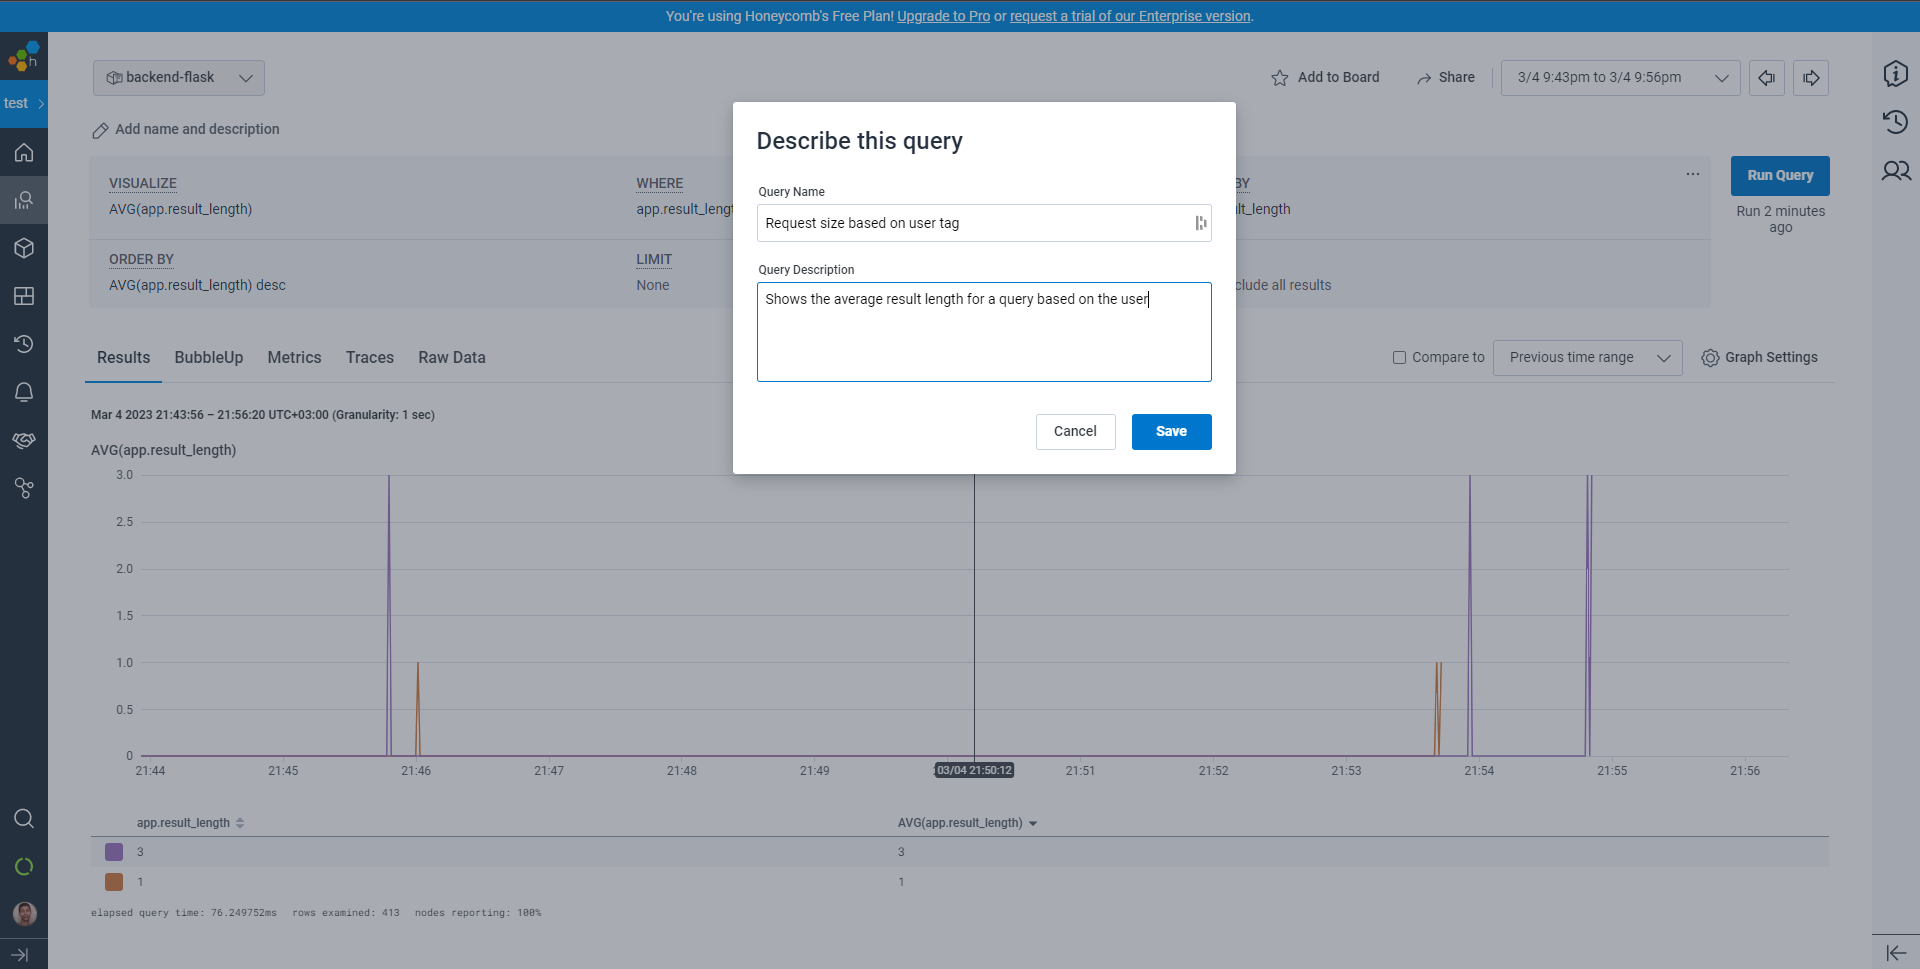 You're using Honeycomb's Free Plan! Upgrade to Pro or request a trial of our Enterprise version.
h
test
backend-flask
Add to Board
Share
3/4 9:43pm to 3/4 9:56pm
Add name and description
Describe this query
Query Name
Request size based on user tag
Query Description
Shows the average result length for a query based on the user
Cancel
Save
VISUALIZE
AVG(app.result_length)
WHERE
app.result_lengt
BY
lt_length
Run Query
Run 2 minutes
ago
ORDER BY
AVG(app.result_length) desc
LIMIT
None
clude all results
Results
BubbleUp
Metrics
Traces
Raw Data
Compare to
Previous time range
Graph Settings
Mar 4 2023 21:43:56 – 21:56:20 UTC+03:00 (Granularity: 1 sec)
AVG(app.result_length)
3.0
2.5
2.0
1.5
1.0
0.5
0
21:44
21:45
21:46
21:47
21:48
21:49
03/04 21:50:12
21:51
21:52
21:53
21:54
21:55
21:56
app.result_length
AVG(app.result_length)
3
3
1
1
elapsed query time: 76.249752ms rows examined: 413 nodes reporting: 100%